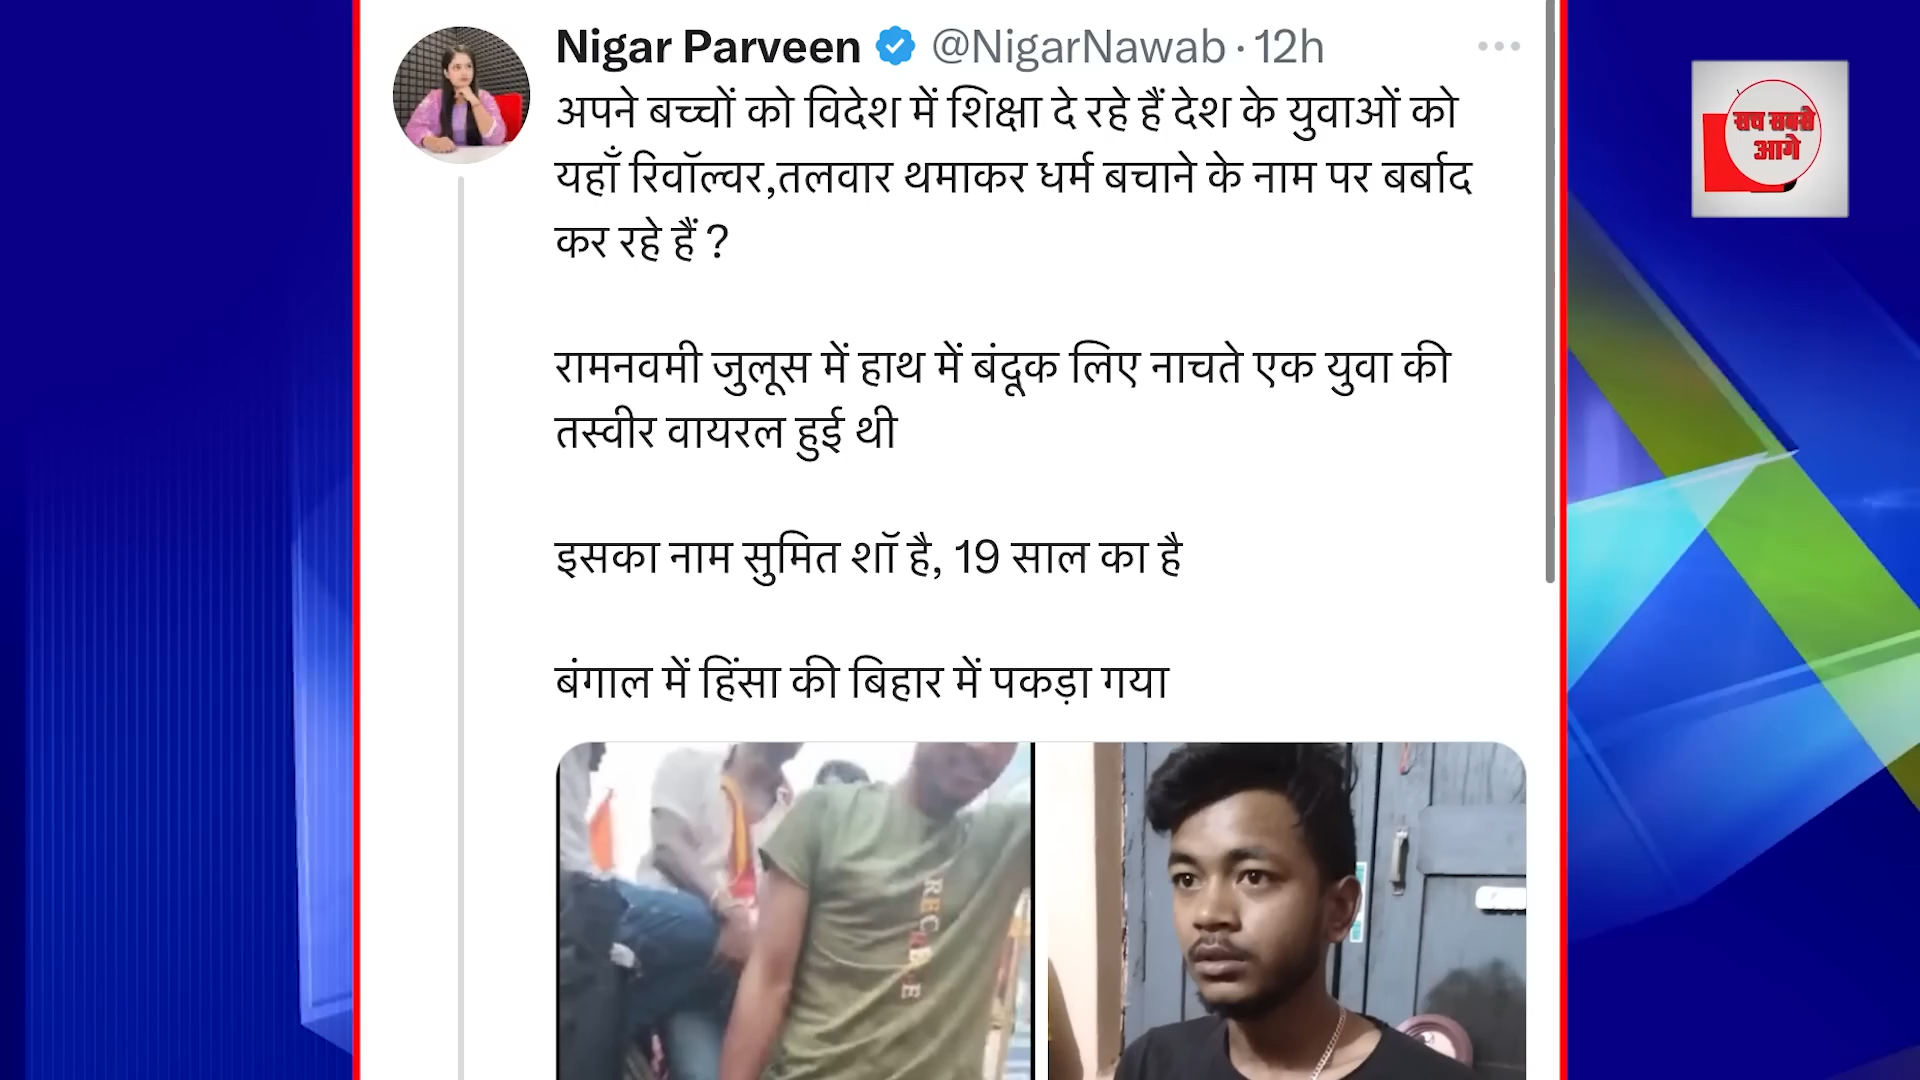 Nigar Parveen @NigarNawab · 12h
अपने बच्चों को विदेश में शिक्षा दे रहे हैं देश के युवाओं को
यहाँ रिवॉल्वर,तलवार थमाकर धर्म बचाने के नाम पर बर्बाद
कर रहे हैं ?
रामनवमी जुलूस में हाथ में बंदूक लिए नाचते एक युवा की
तस्वीर वायरल हुई थी
इसका नाम सुमित शॉ है, 19 साल का है
बंगाल में हिंसा की बिहार में पकड़ा गया
सच सबसे
आगे